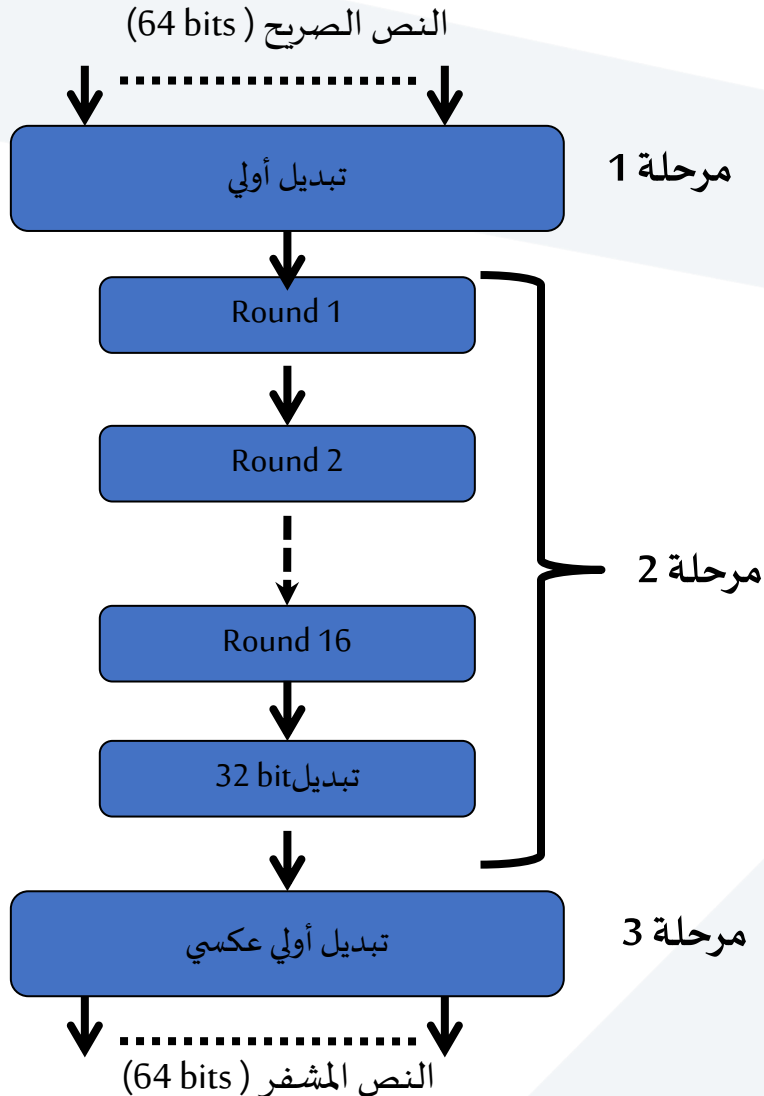 النص الصريح ( 64 bits)
تبديل أولي
مرحلة 1
Round 1
Round 2
مرحلة 2
Round 16
تبديل32 bit
تبديل أولي عكسي
مرحلة 3
النص المشفر ( 64 bits)